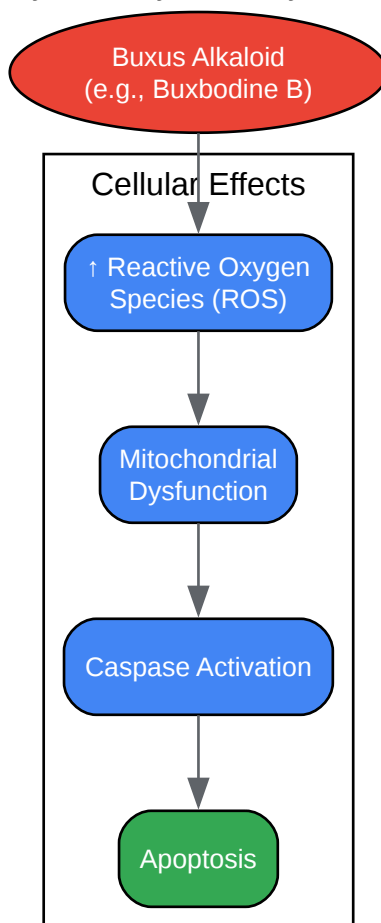 Buxus Alkaloid
(e.g., Buxbodine B)
Cellular Effects
↑ Reactive Oxygen
Species (ROS)
Mitochondrial
Dysfunction
Caspase Activation
Apoptosis